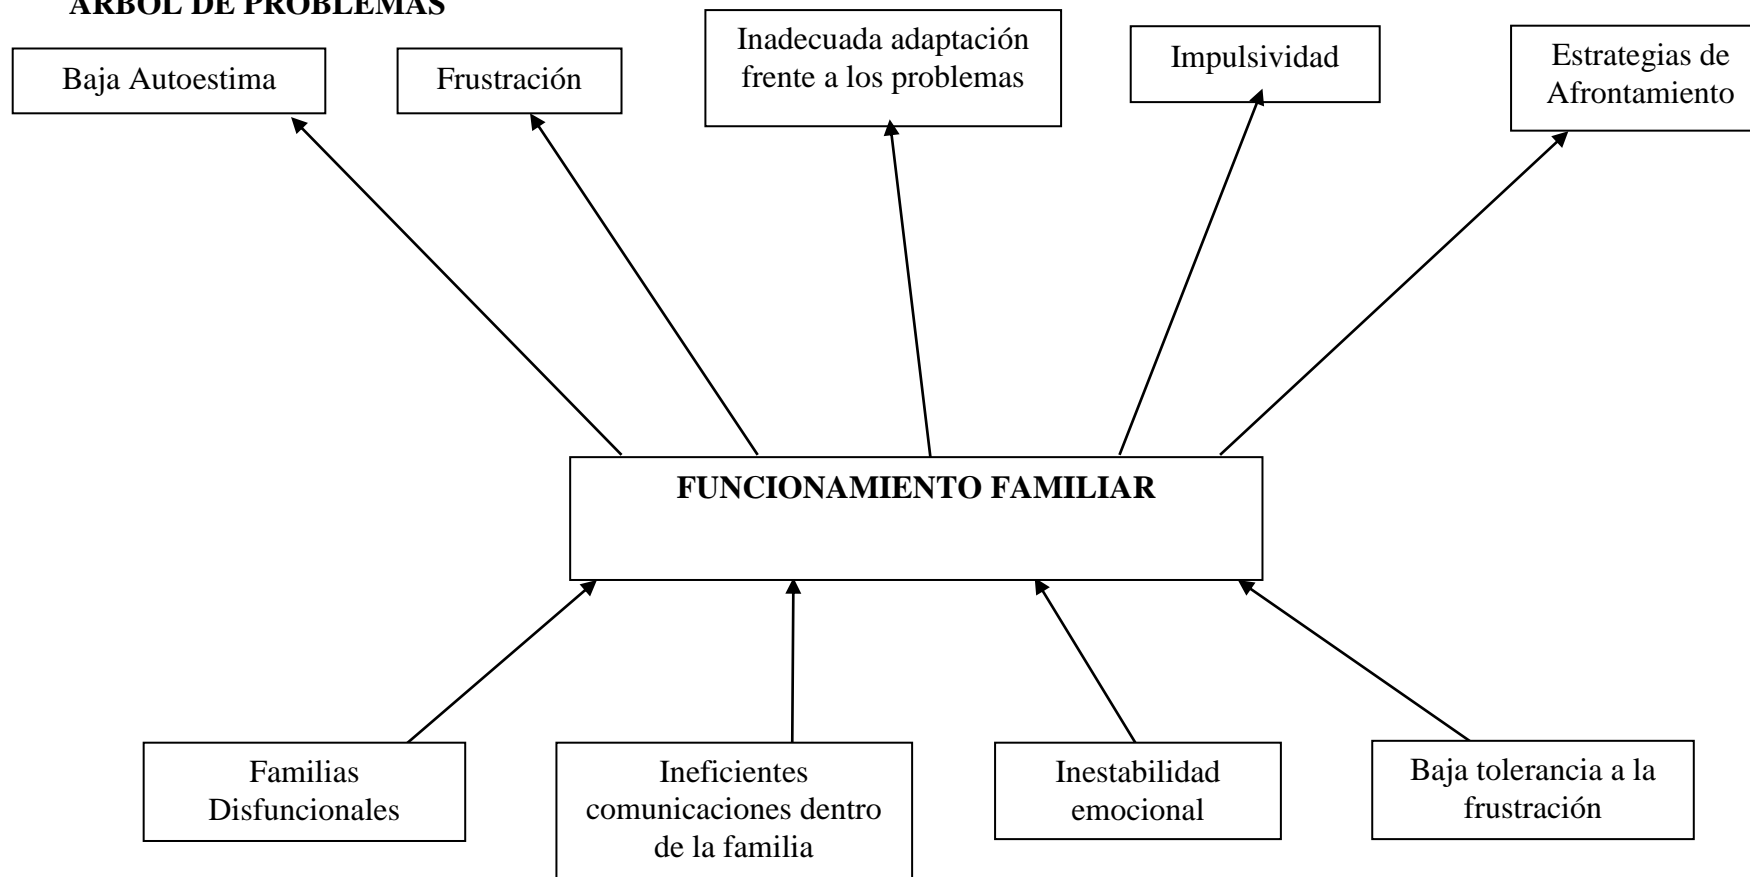 ÁRBOL DE PROBLEMAS
Baja Autoestima
Frustración
Inadecuada adaptación
frente a los problemas
Impulsividad
Estrategias de
Afrontamiento
FUNCIONAMIENTO FAMILIAR
Familias
Disfuncionales
Ineficientes
comunicaciones dentro
de la familia
Inestabilidad
emocional
Baja tolerancia a la
frustración